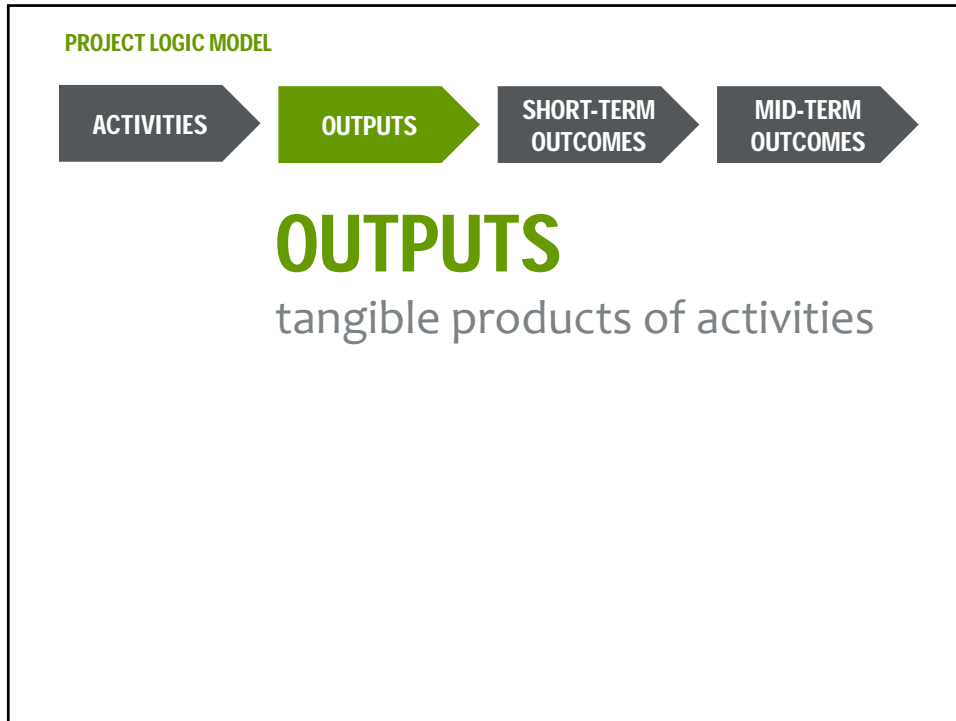 PROJECT LOGIC MODEL
ACTIVITIES
OUTPUTS
SHORT-TERM
OUTCOMES
MID-TERM
OUTCOMES
OUTPUTS
tangible products of activities